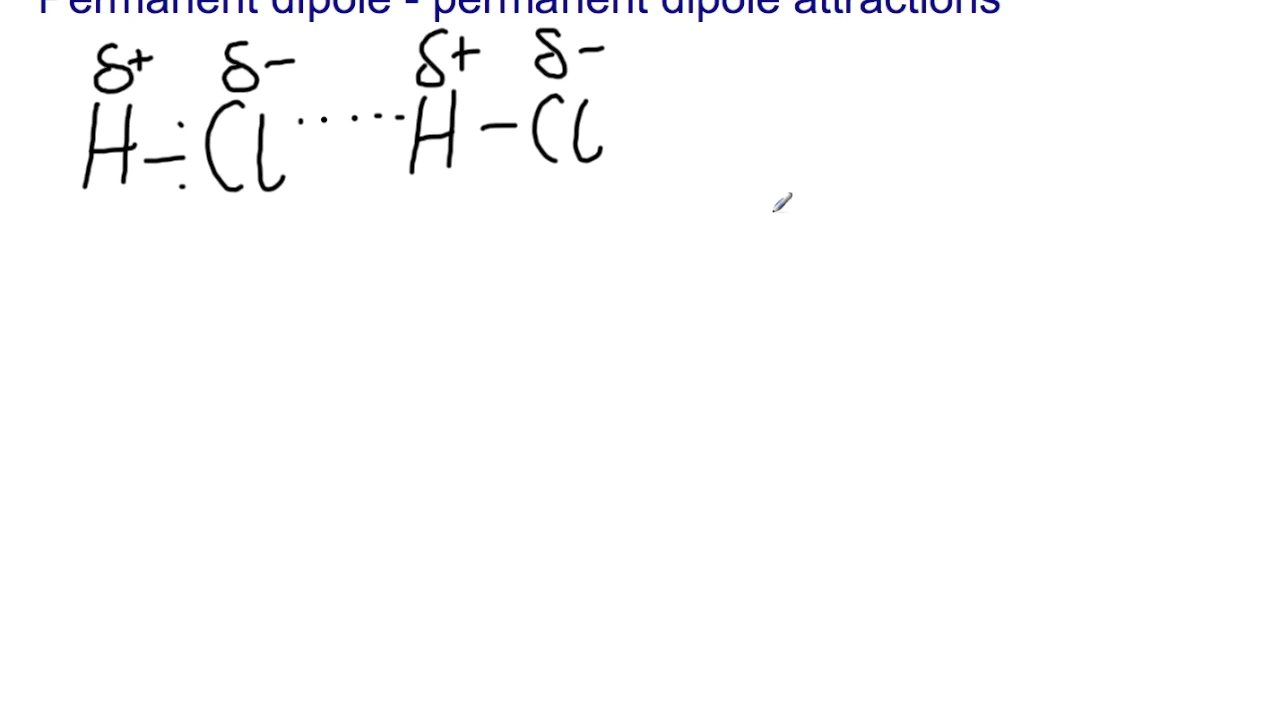 Permanent dipole - permanent dipole attractions
δ+ δ- δ+ δ-
H-Cl·····H-Cl